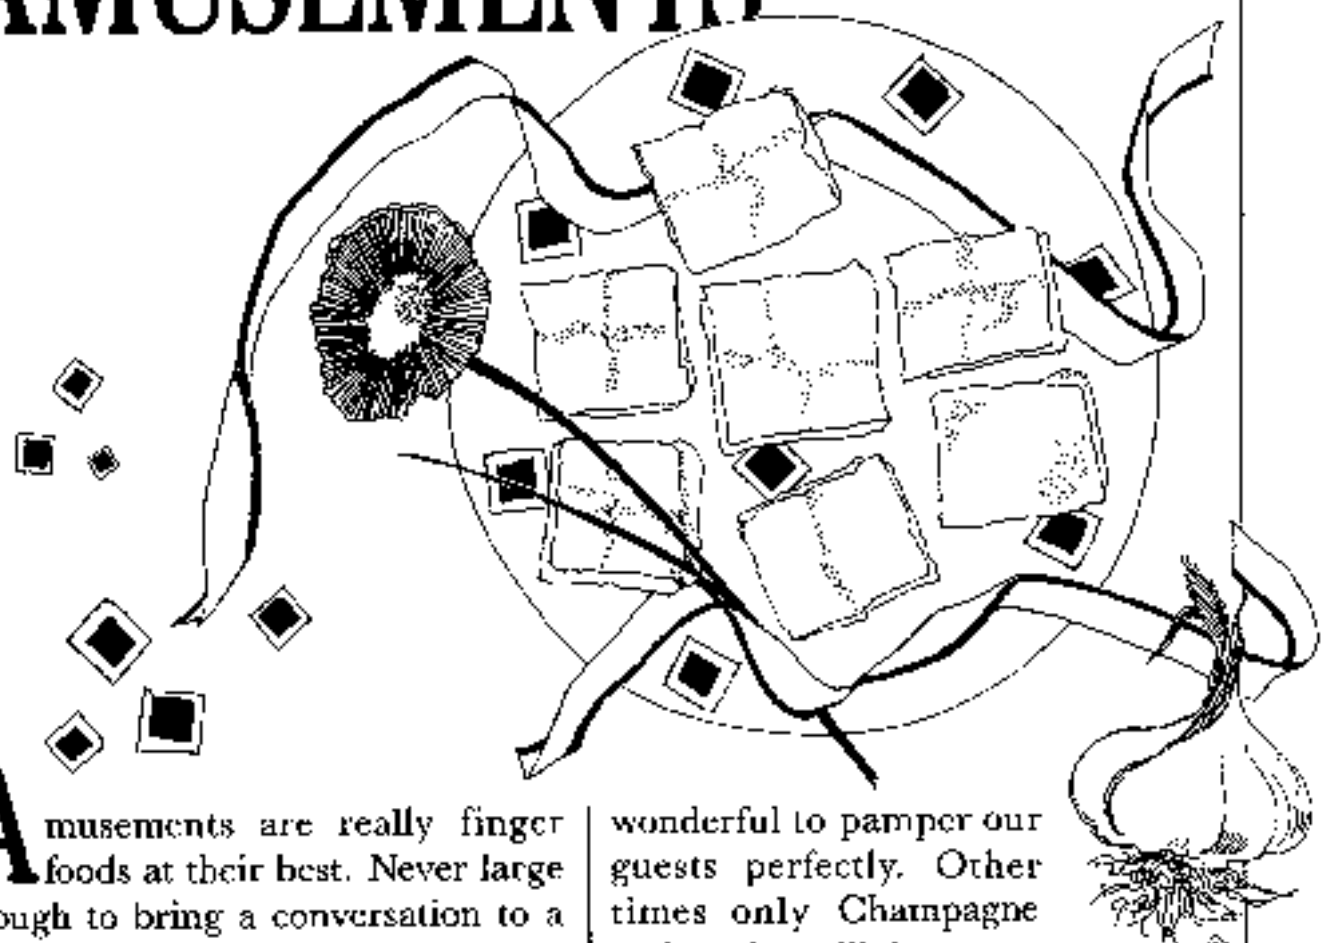 AMUSEMENTS
Amusements are really finger
foods at their best. Never large
ough to bring a conversation to a
wonderful to pamper our
guests perfectly. Other
times only Champagne